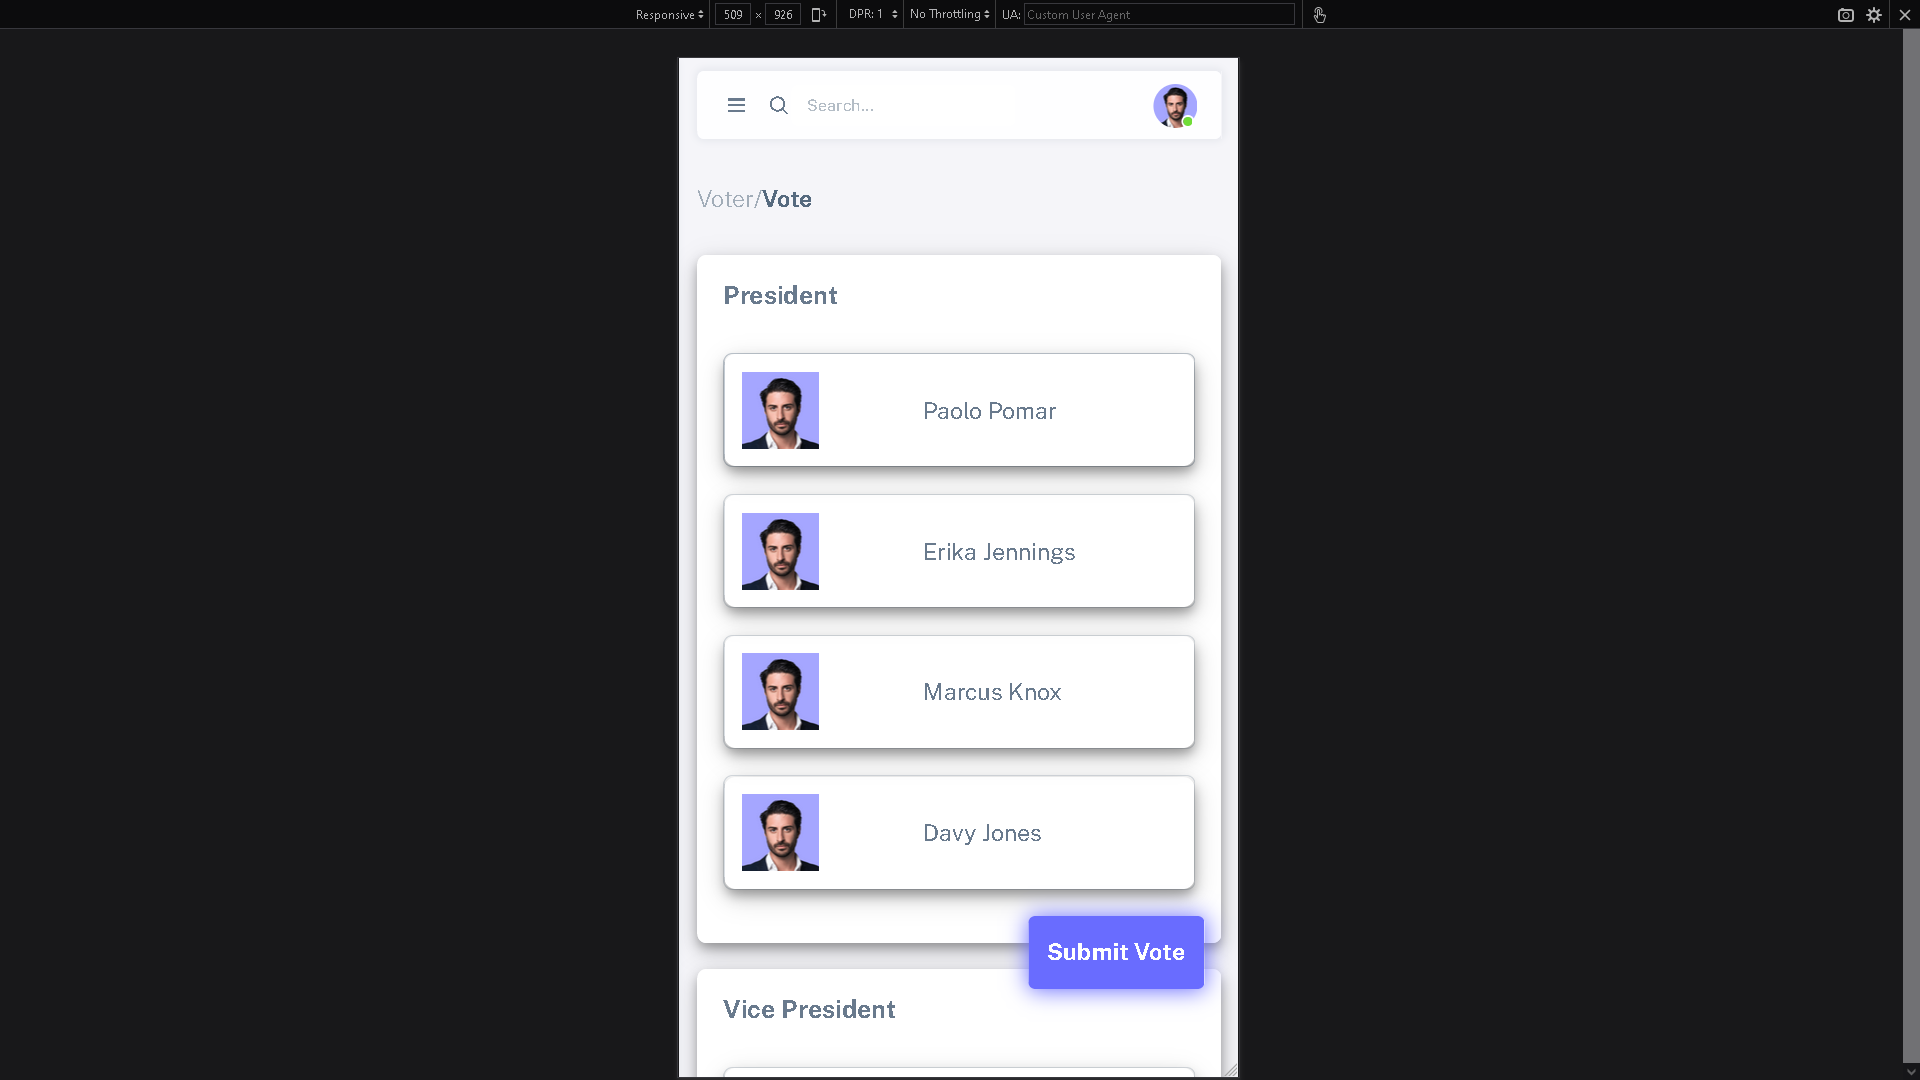 Responsive 509 × 926 DPR: 1 No Throttling UA: Custom User Agent
Search...
Voter/Vote
President
Paolo Pomar
Erika Jennings
Marcus Knox
Davy Jones
Submit Vote
Vice President